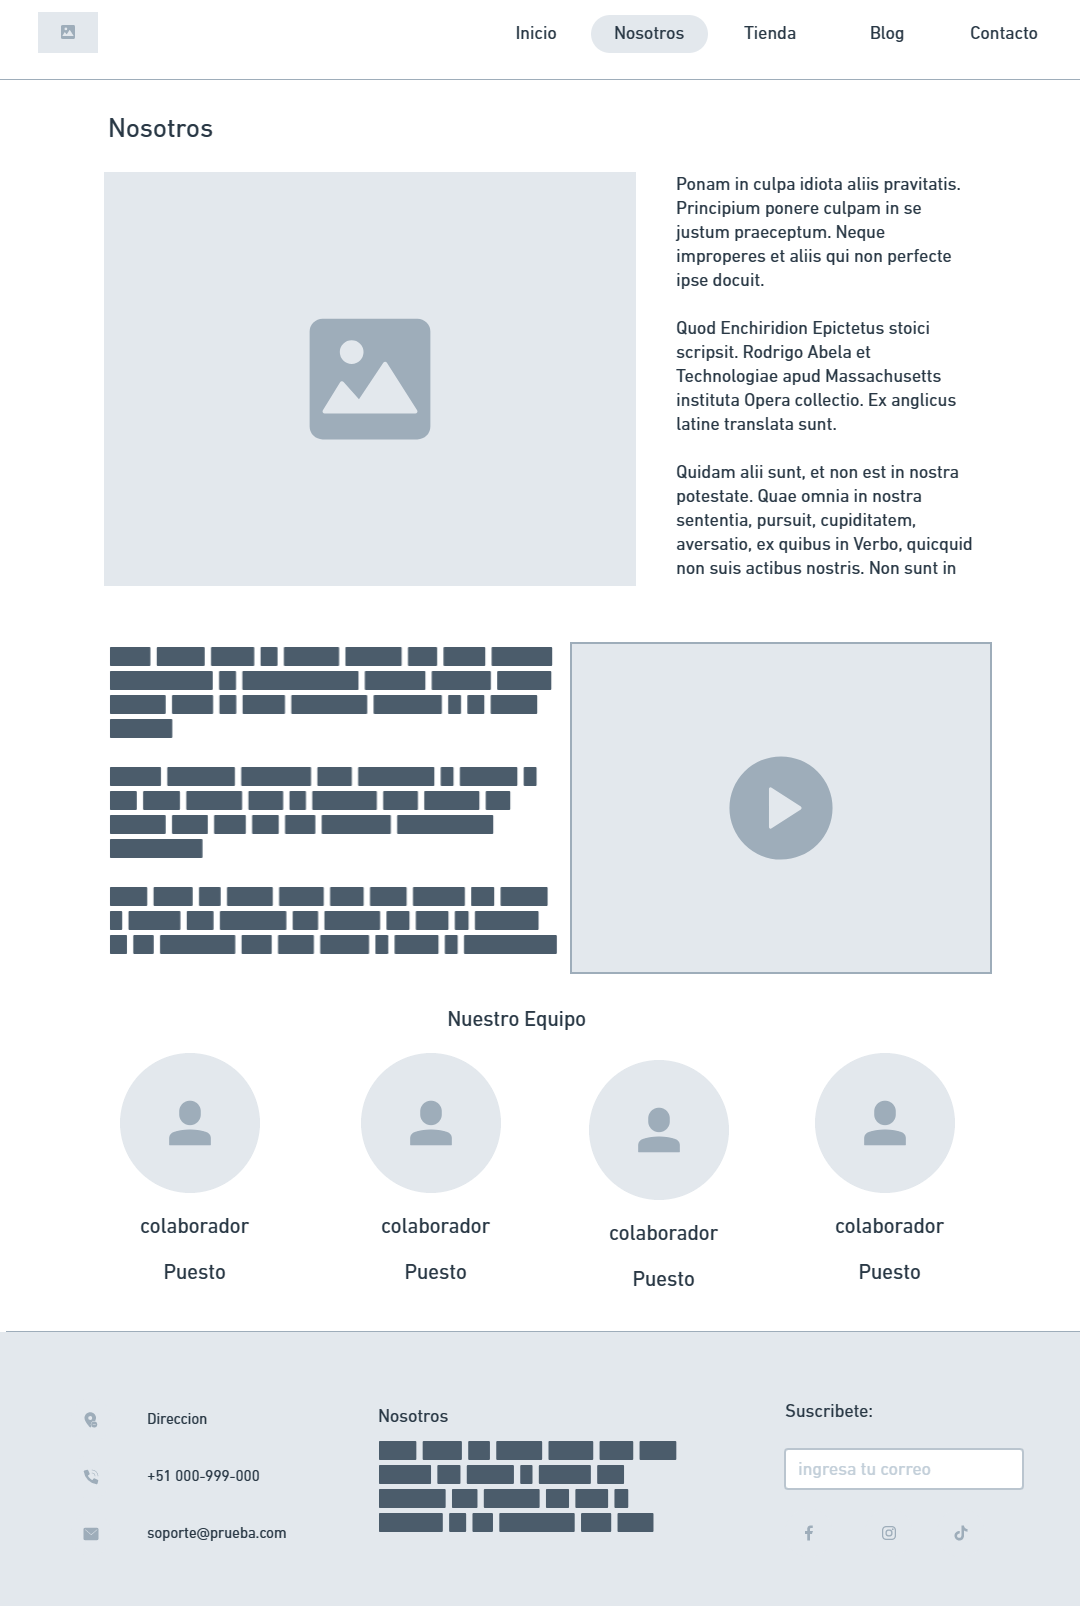 Inicio
Nosotros
Tienda
Blog
Contacto
Nosotros
Ponam in culpa idiota aliis pravitatis.
Principium ponere culpam in se
justum praeceptum. Neque
improperes et aliis qui non perfecte
ipse docuit.
Quod Enchiridion Epictetus stoici
scripsit. Rodrigo Abela et
Technologiae apud Massachusetts
instituta Opera collectio. Ex anglicus
latine translata sunt.
Quidam alii sunt, et non est in nostra
potestate. Quae omnia in nostra
sententia, pursuit, cupiditatem,
aversatio, ex quibus in Verbo, quicquid
non suis actibus nostris. Non sunt in
Nuestro Equipo
colaborador
Puesto
colaborador
Puesto
colaborador
Puesto
colaborador
Puesto
Direccion
+51 000-999-000
soporte@prueba.com
Nosotros
Suscribete:
ingresa tu correo